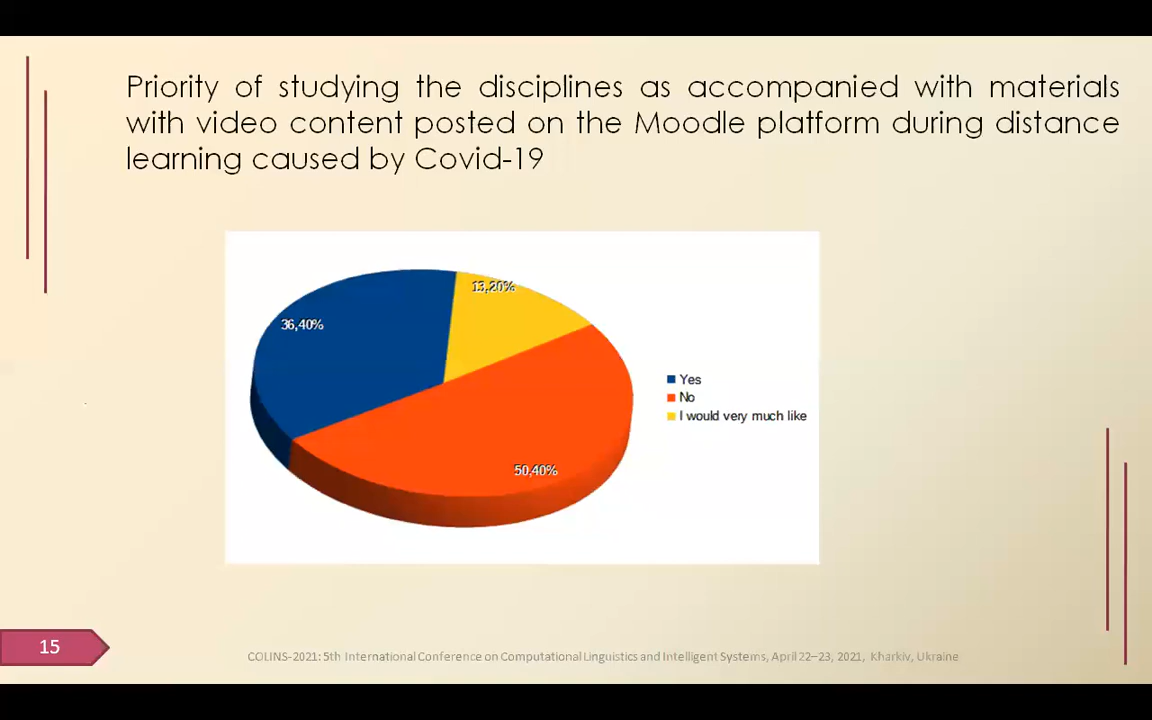 Priority of studying the disciplines as accompanied with materials
with video content posted on the Moodle platform during distance
learning caused by Covid-19
13,20%
36,40%
Yes
No
I would very much like
50,40%
15
COLINS-2021: 5th International Conference on Computational Linguistics and Intelligent Systems, April 22–23, 2021, Kharkiv, Ukraine